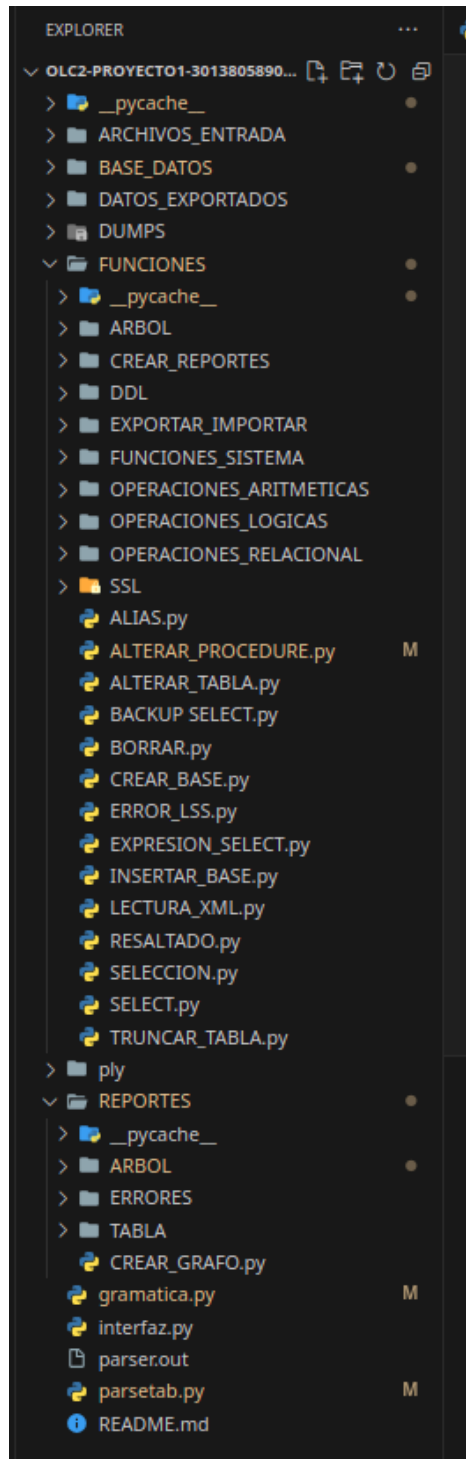 EXPLORER ...
OLC2-PROYECTO1-3013805890...
__pycache__
ARCHIVOS_ENTRADA
BASE_DATOS
DATOS_EXPORTADOS
DUMPS
FUNCIONES
__pycache__
ARBOL
CREAR_REPORTES
DDL
EXPORTAR_IMPORTAR
FUNCIONES_SISTEMA
OPERACIONES_ARITMETICAS
OPERACIONES_LOGICAS
OPERACIONES_RELACIONAL
SSL
ALIAS.py
ALTERAR_PROCEDURE.py M
ALTERAR_TABLA.py
BACKUP SELECT.py
BORRAR.py
CREAR_BASE.py
ERROR_LSS.py
EXPRESION_SELECT.py
INSERTAR_BASE.py
LECTURA_XML.py
RESALTADO.py
SELECCION.py
SELECT.py
TRUNCAR_TABLA.py
ply
REPORTES
__pycache__
ARBOL
ERRORES
TABLA
CREAR_GRAFO.py
gramatica.py M
interfaz.py
parser.out
parsetab.py M
README.md